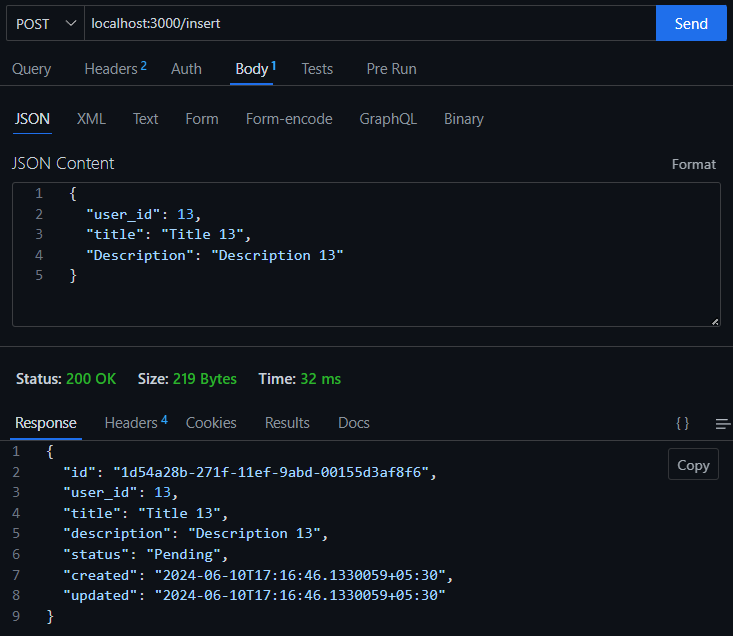 POST localhost:3000/insert Send
Query Headers 2 Auth Body 1 Tests Pre Run
JSON XML Text Form Form-encode GraphQL Binary
JSON Content Format
1 {
2 "user_id": 13,
3 "title": "Title 13",
4 "Description": "Description 13"
5 }
Status: 200 OK Size: 219 Bytes Time: 32 ms
Response Headers 4 Cookies Results Docs { }
1 {
Copy
2 "id": "1d54a28b-271f-11ef-9abd-00155d3af8f6",
3 "user_id": 13,
4 "title": "Title 13",
5 "description": "Description 13",
6 "status": "Pending",
7 "created": "2024-06-10T17:16:46.1330059+05:30",
8 "updated": "2024-06-10T17:16:46.1330059+05:30"
9 }